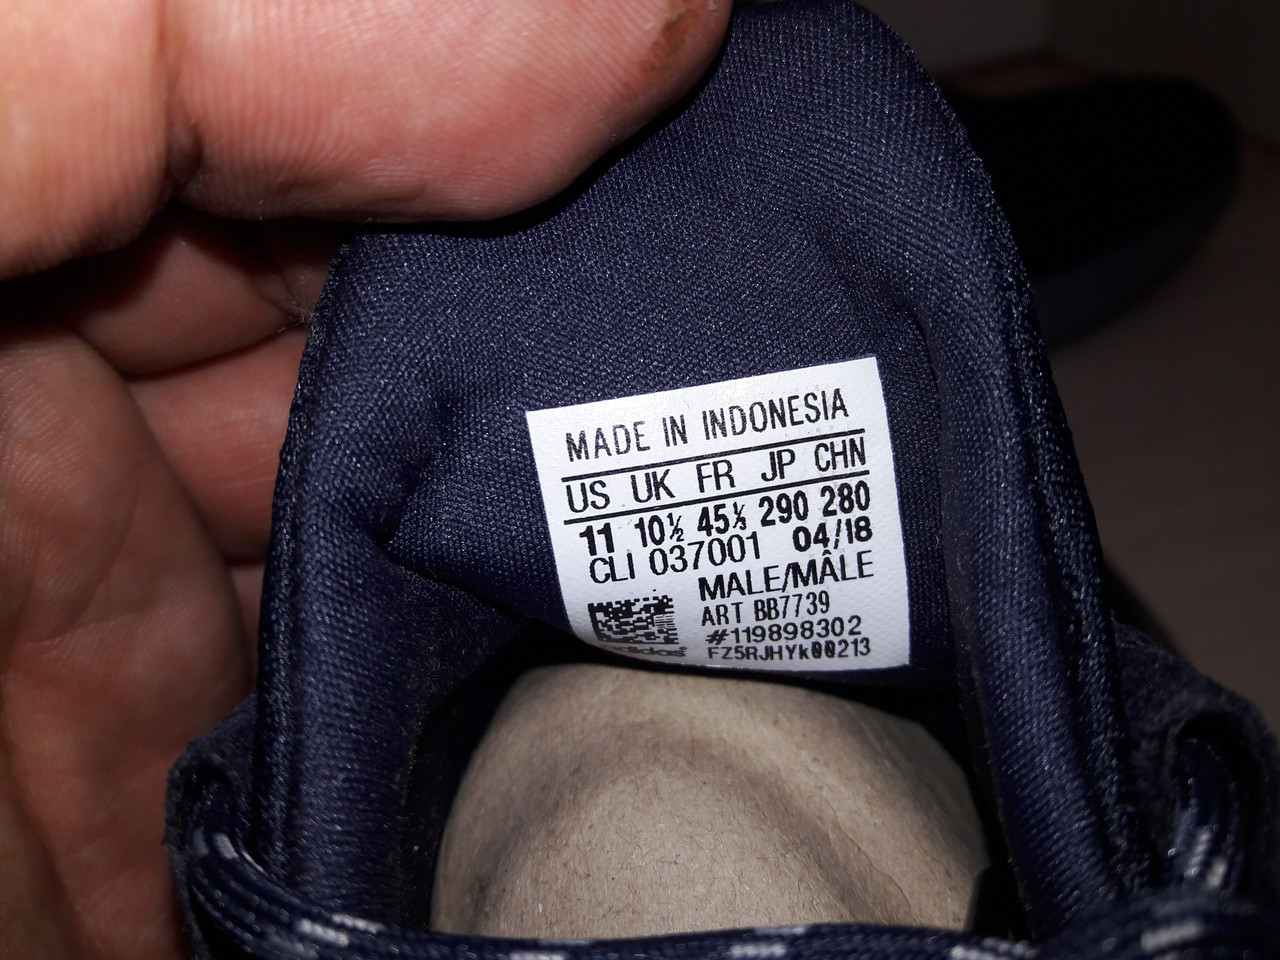 MADE IN INDONESIA
US UK FR JP CHN
11 10½ 45⅓ 290 280
CLI 037001 04/18
MALE/MÂLE
ART BB7739
#119898302
adidas® FZ5RJHYk00213